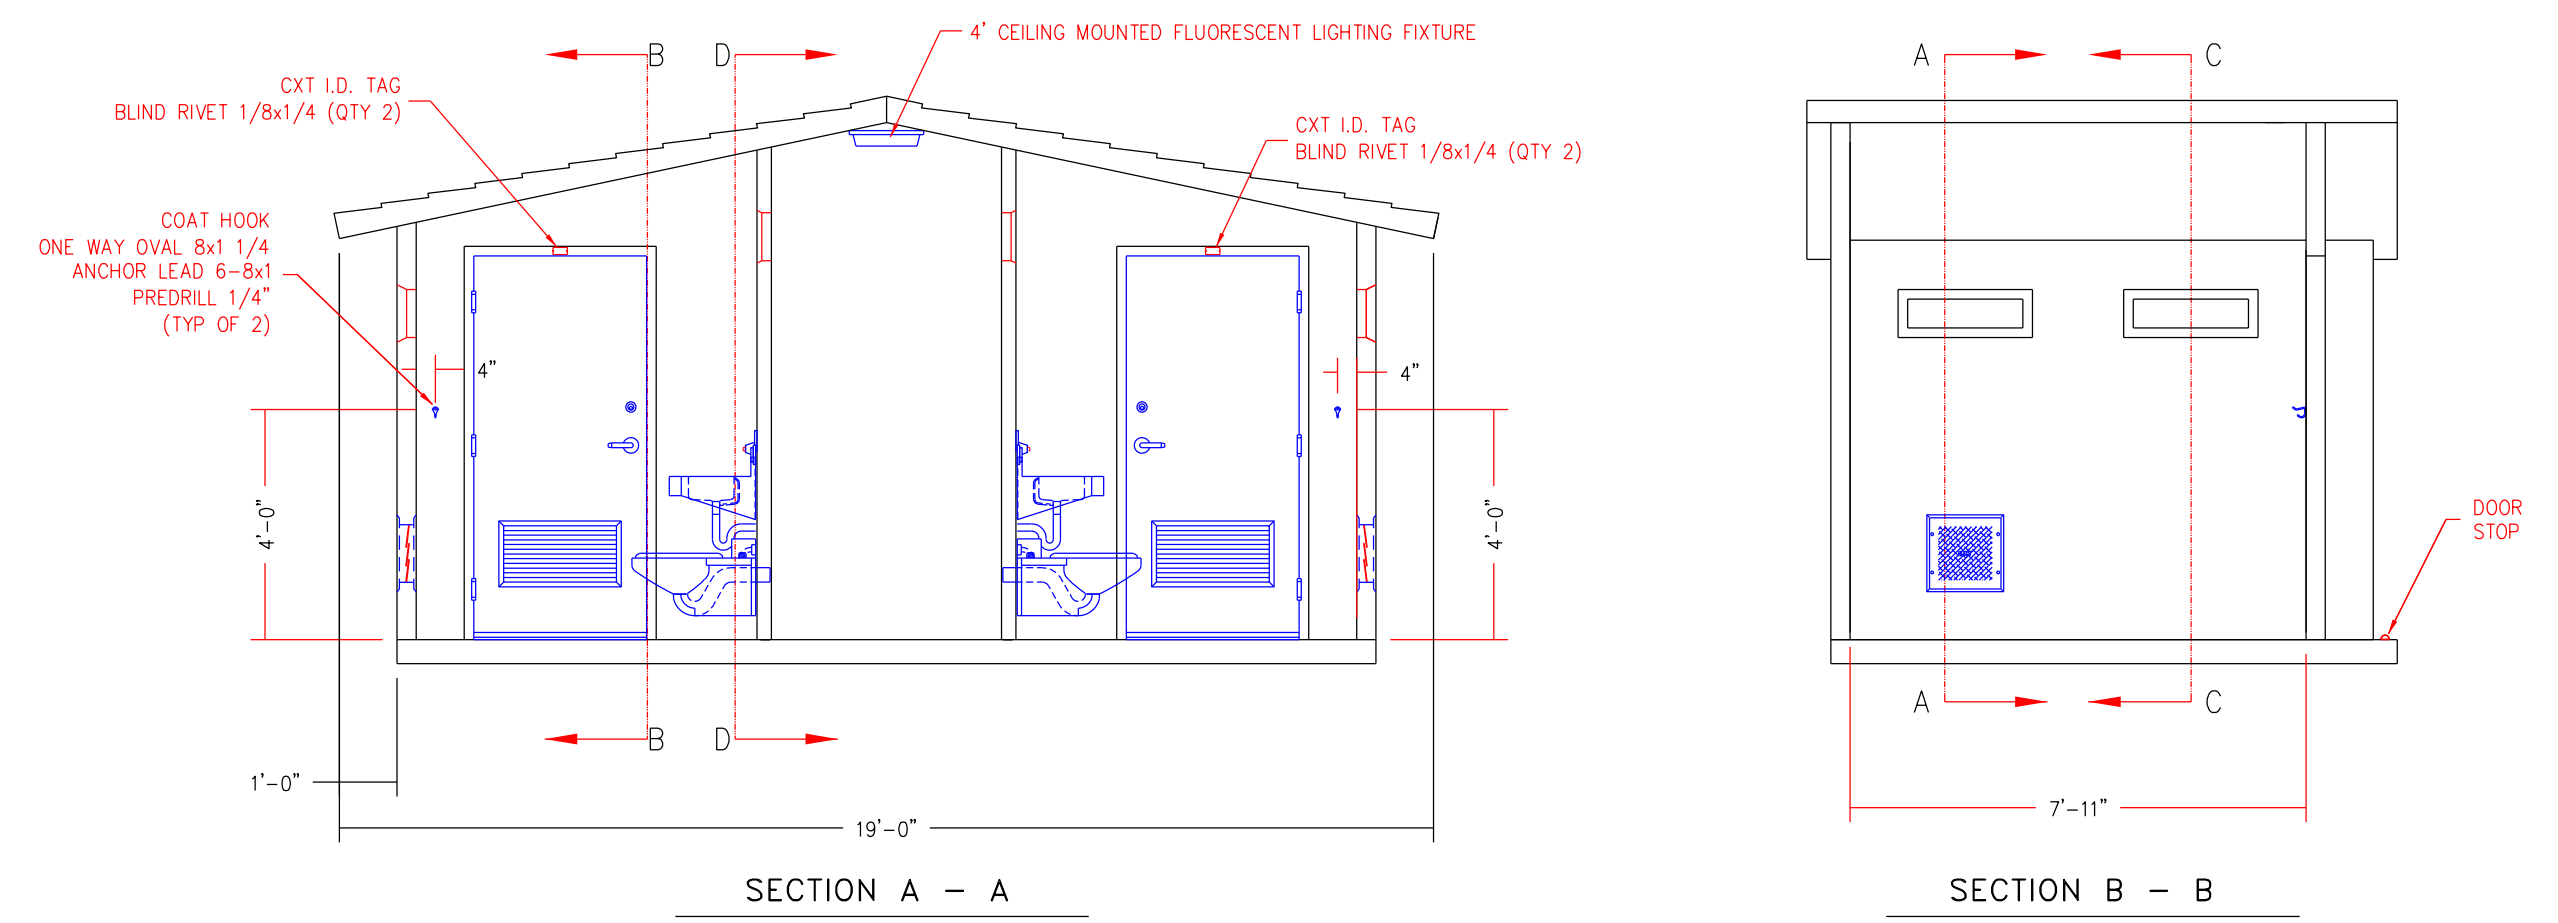 4' CEILING MOUNTED FLUORESCENT LIGHTING FIXTURE
B
D
CXT I.D. TAG
BLIND RIVET 1/8x1/4 (QTY 2)
CXT I.D. TAG
BLIND RIVET 1/8x1/4 (QTY 2)
COAT HOOK
ONE WAY OVAL 8x1 1/4
ANCHOR LEAD 6-8x1
PREDRILL 1/4"
(TYP OF 2)
4"
4"
4'-0"
4'-0"
B
D
1'-0"
19'-0"
SECTION A - A
A
C
DOOR
STOP
A
C
7'-11"
SECTION B - B